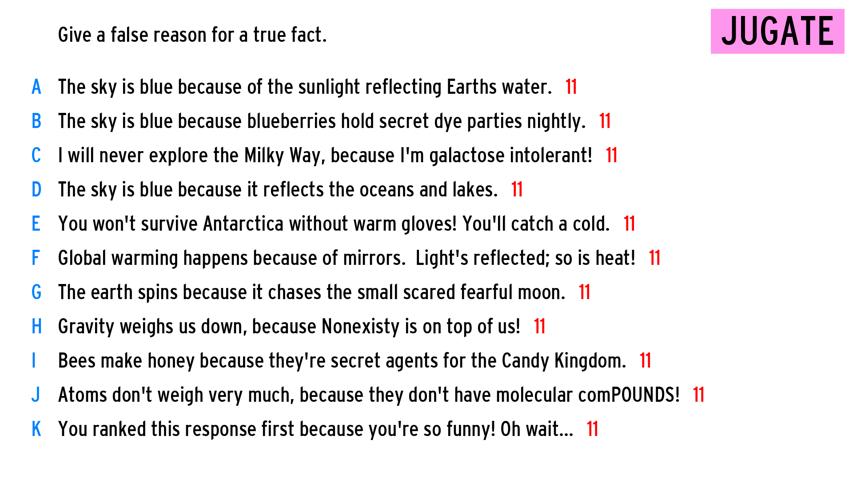 Give a false reason for a true fact.
JUGATE
A The sky is blue because of the sunlight reflecting Earths water. 11
B The sky is blue because blueberries hold secret dye parties nightly. 11
C I will never explore the Milky Way, because I'm galactose intolerant! 11
D The sky is blue because it reflects the oceans and lakes. 11
E You won't survive Antarctica without warm gloves! You'll catch a cold. 11
F Global warming happens because of mirrors. Light's reflected; so is heat! 11
G The earth spins because it chases the small scared fearful moon. 11
H Gravity weighs us down, because Nonexisty is on top of us! 11
I Bees make honey because they're secret agents for the Candy Kingdom. 11
J Atoms don't weigh very much, because they don't have molecular comPOUNDS! 11
K You ranked this response first because you're so funny! Oh wait... 11